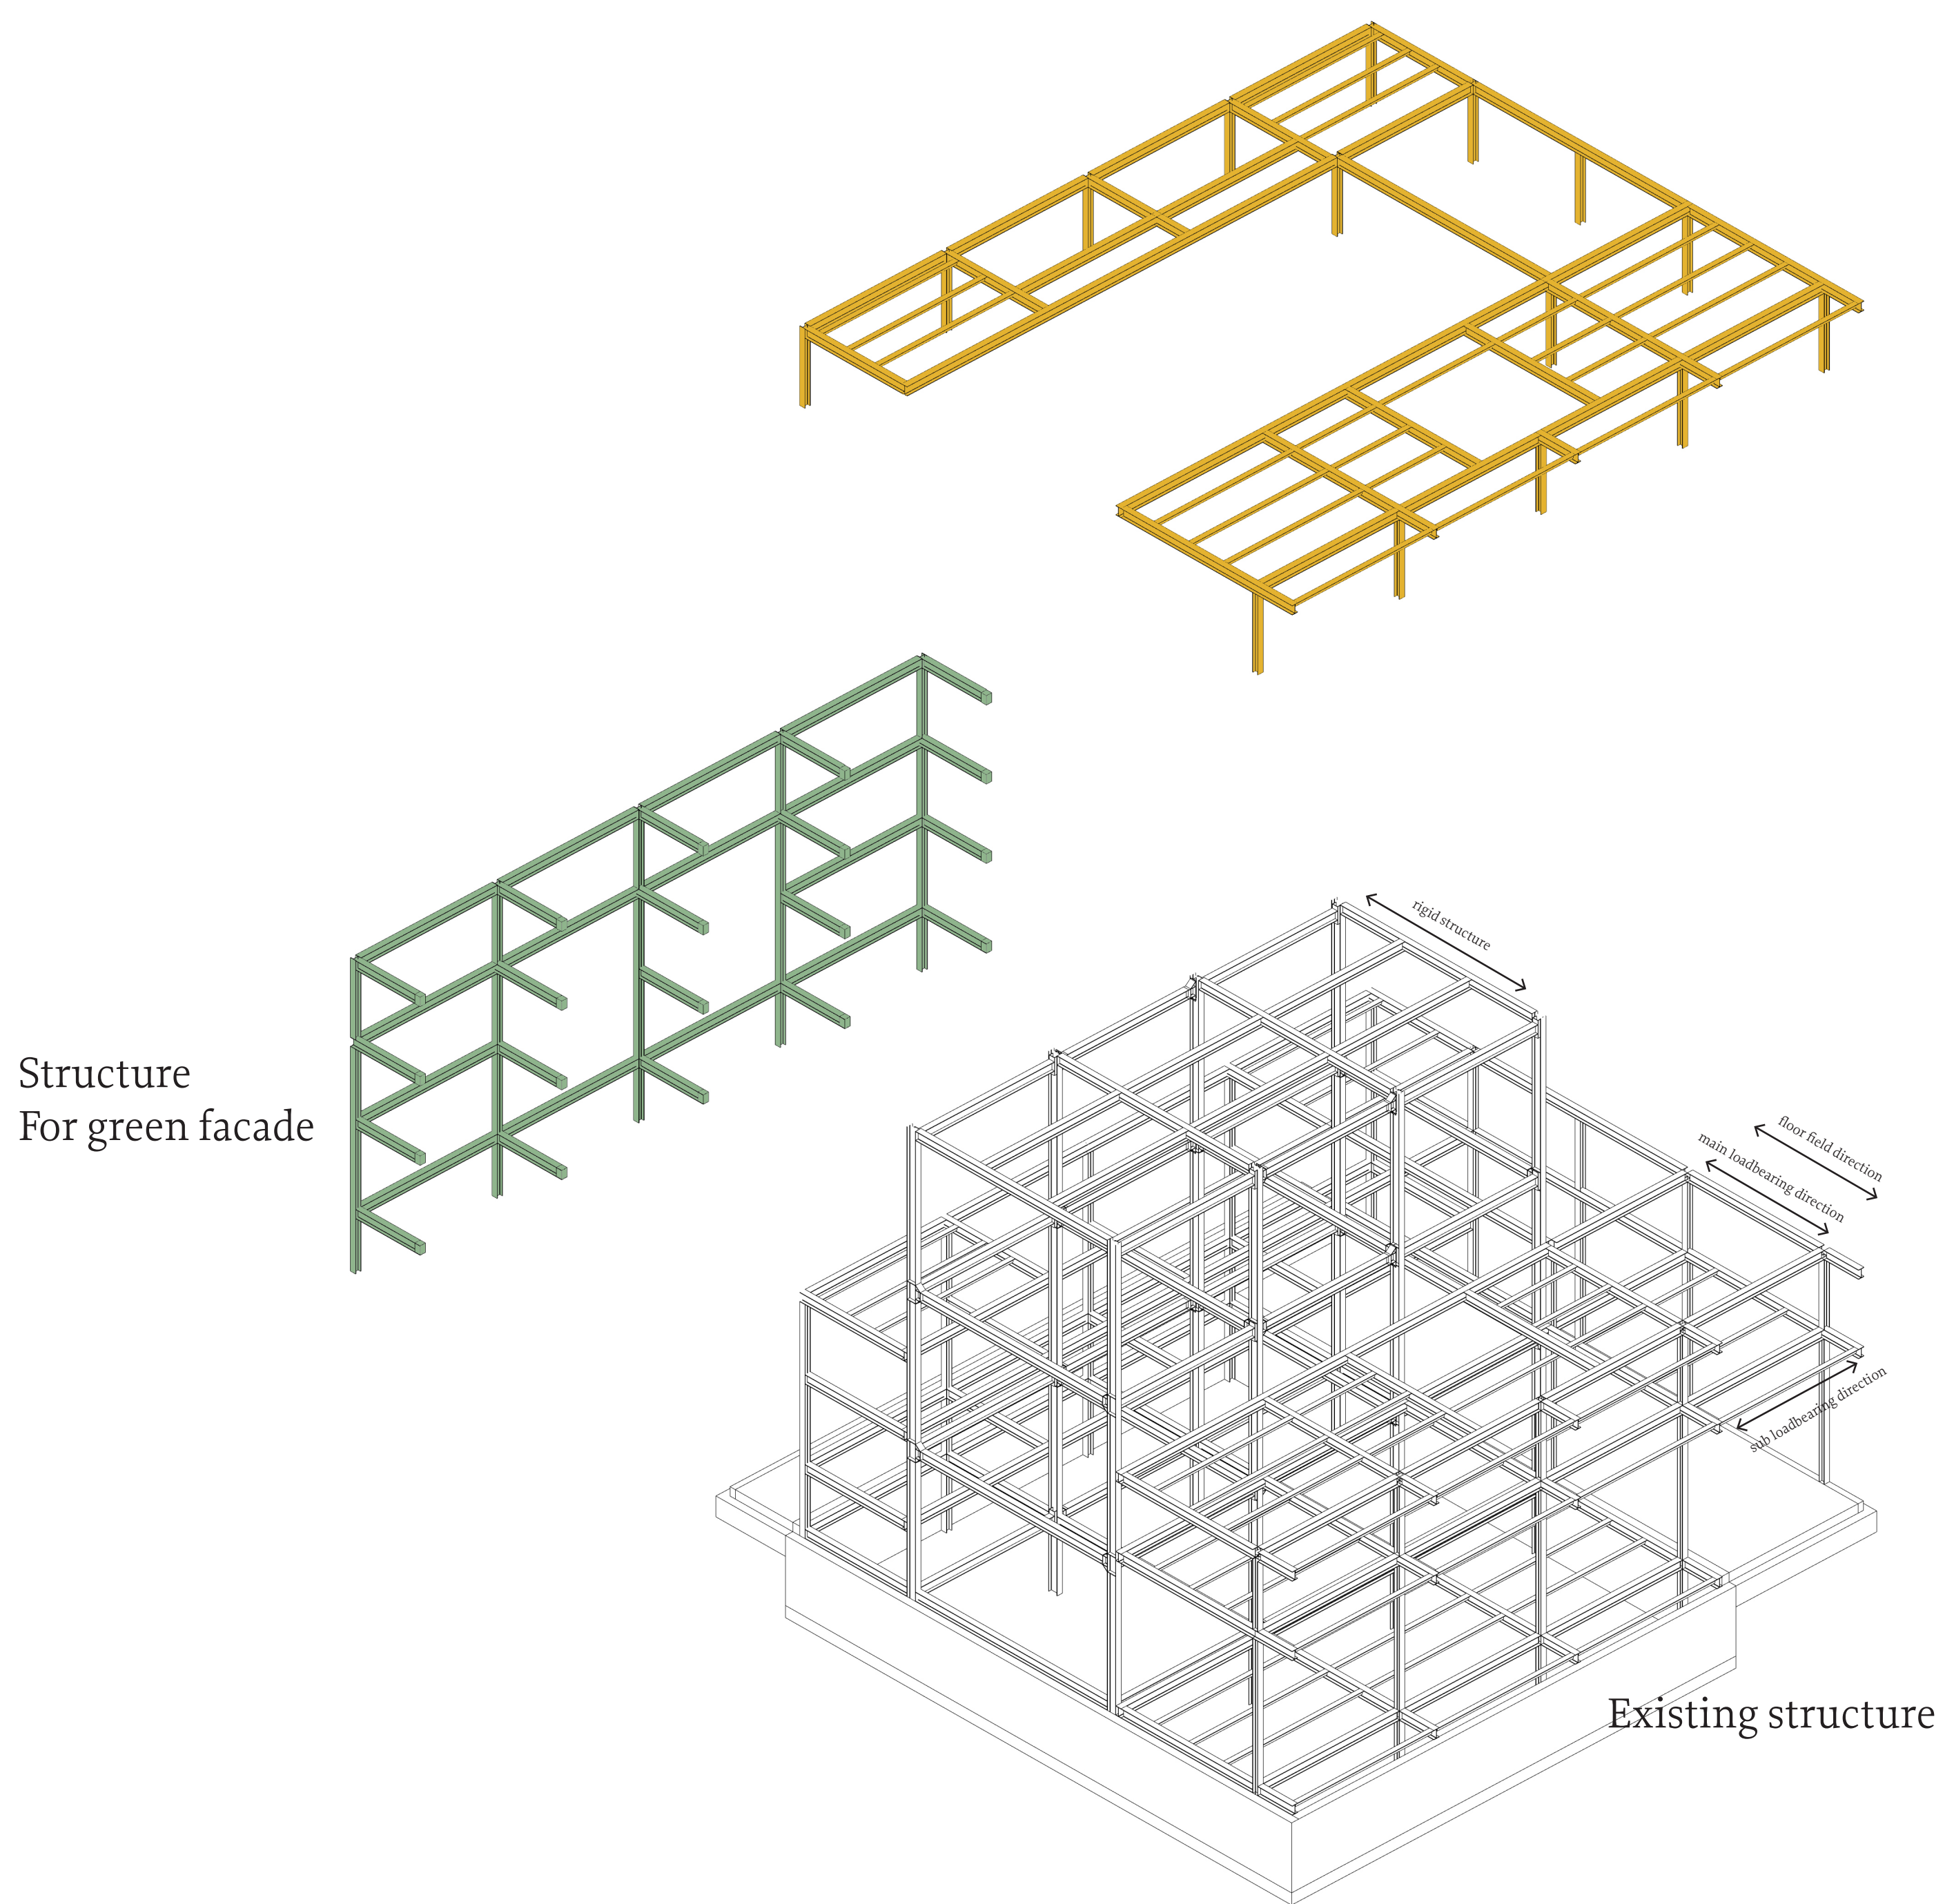 rigid structure
Structure
For green facade
floor field direction
main loadbearing direction
sub loadbearing direction
Existing structure